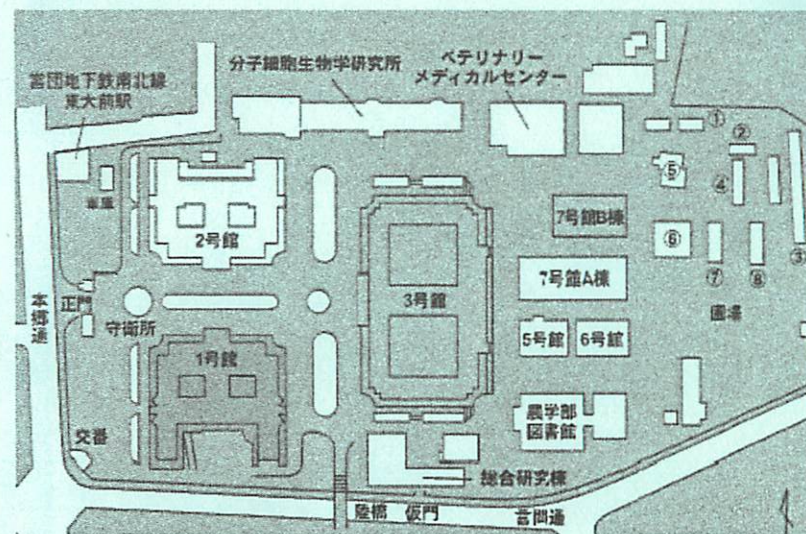 営団地下鉄南北線
東大前駅
分子細胞生物学研究所
ベテリナリー
メディカルセンター
①
②
③
④
⑤
⑥
⑦
⑧
車庫
2号館
7号館B棟
7号館A棟
3号館
圃場
本郷通
正門
守衛所
1号館
5号館
6号館
農学部
図書館
交番
総合研究棟
陸橋
仮門
言問通